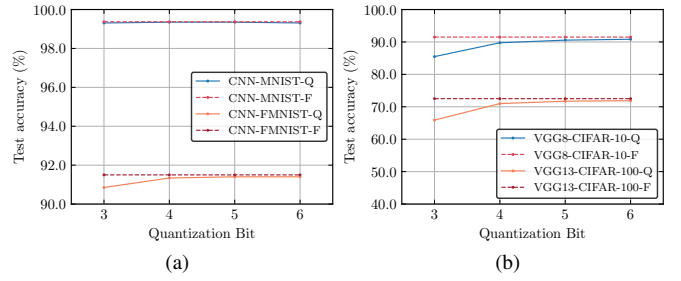 100.0
98.0
96.0
94.0
92.0
90.0
Test accuracy (%)
CNN-MNIST-Q
CNN-MNIST-F
CNN-FMNIST-Q
CNN-FMNIST-F
3 4 5 6
Quantization Bit
(a)
100.0
90.0
80.0
70.0
60.0
50.0
40.0
Test accuracy (%)
VGG8-CIFAR-10-Q
VGG8-CIFAR-10-F
VGG13-CIFAR-100-Q
VGG13-CIFAR-100-F
3 4 5 6
Quantization Bit
(b)